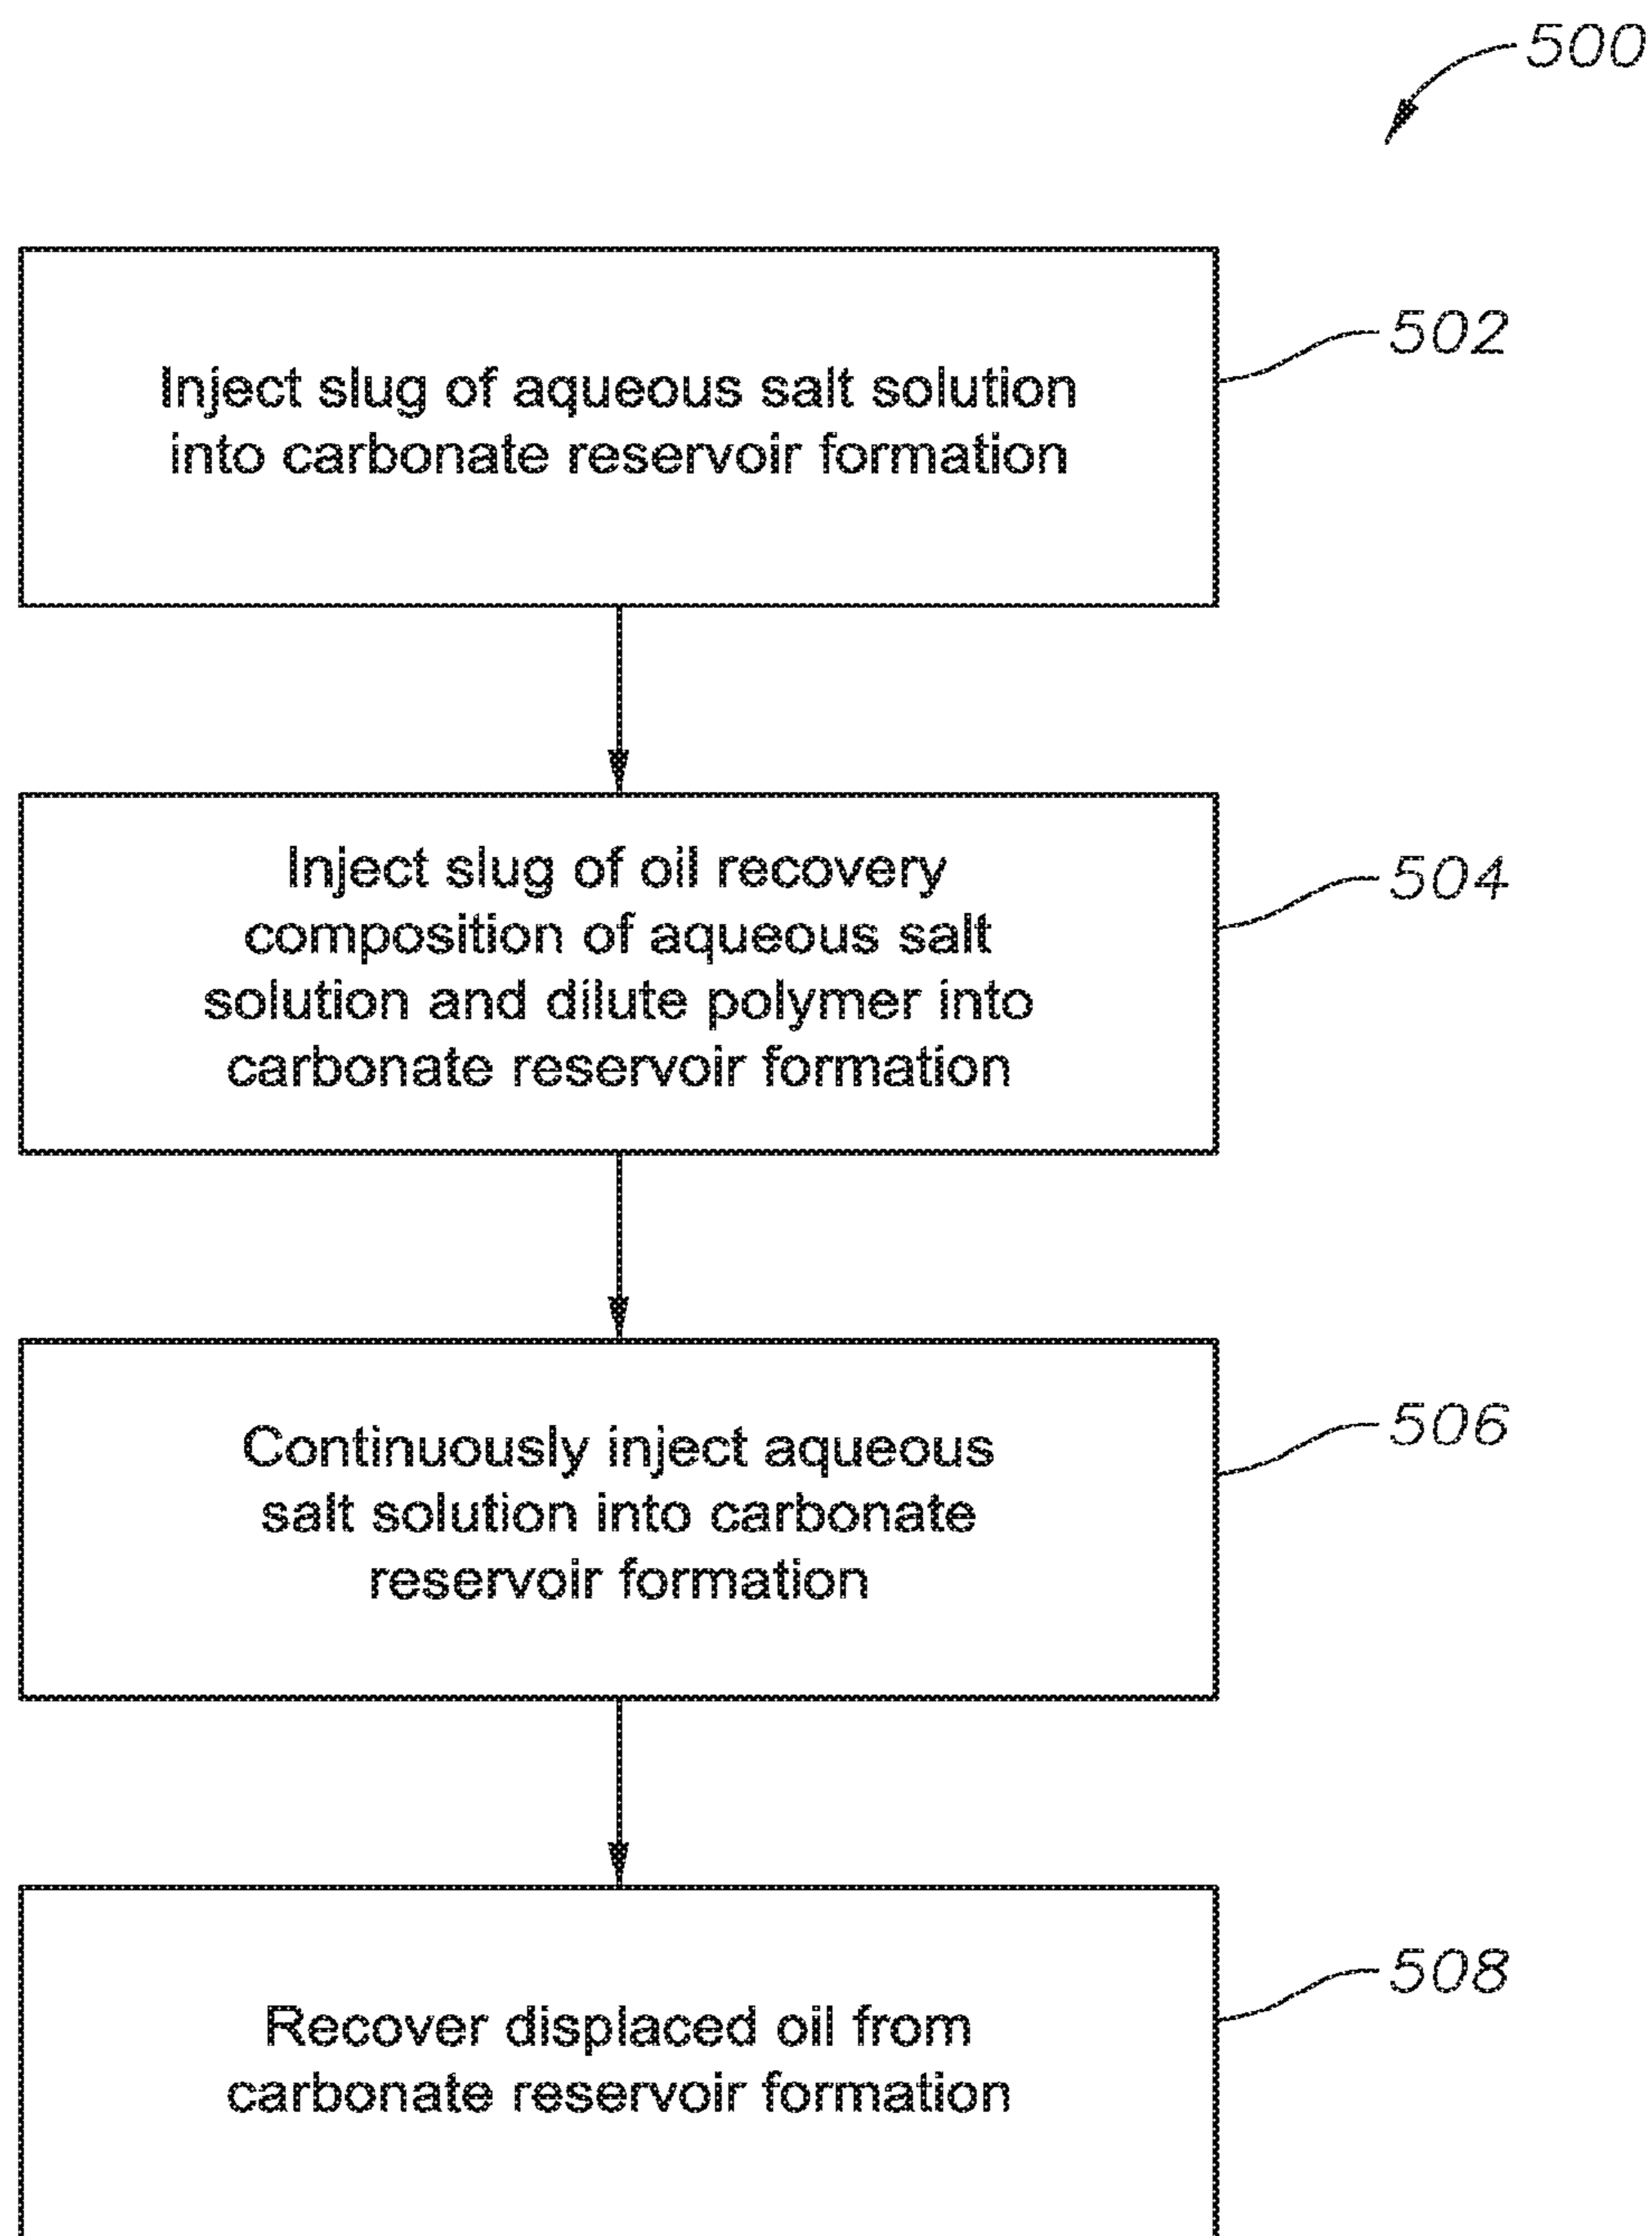 500
Inject slug of aqueous salt solution
into carbonate reservoir formation
502
Inject slug of oil recovery
composition of aqueous salt
solution and dilute polymer into
carbonate reservoir formation
504
Continuously inject aqueous
salt solution into carbonate
reservoir formation
506
Recover displaced oil from
carbonate reservoir formation
508